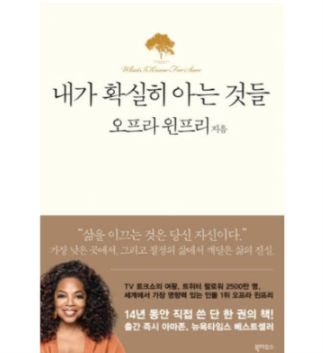 What I Know For Sure
내가 확실히 아는 것들
오프라 윈프리 지음
“삶을 이끄는 것은 당신 자신이다.”
가장 낮은 곳에서, 그리고 절정의 삶에서 깨달은 삶의 진실.
TV 토크쇼의 여왕, 트위터 팔로워 2500만 명,
세계에서 가장 영향력 있는 인물 1위 오프라 윈프리
14년 동안 직접 쓴 단 한 권의 책!
출간 즉시 아마존, 뉴욕타임스 베스트셀러
북하우스